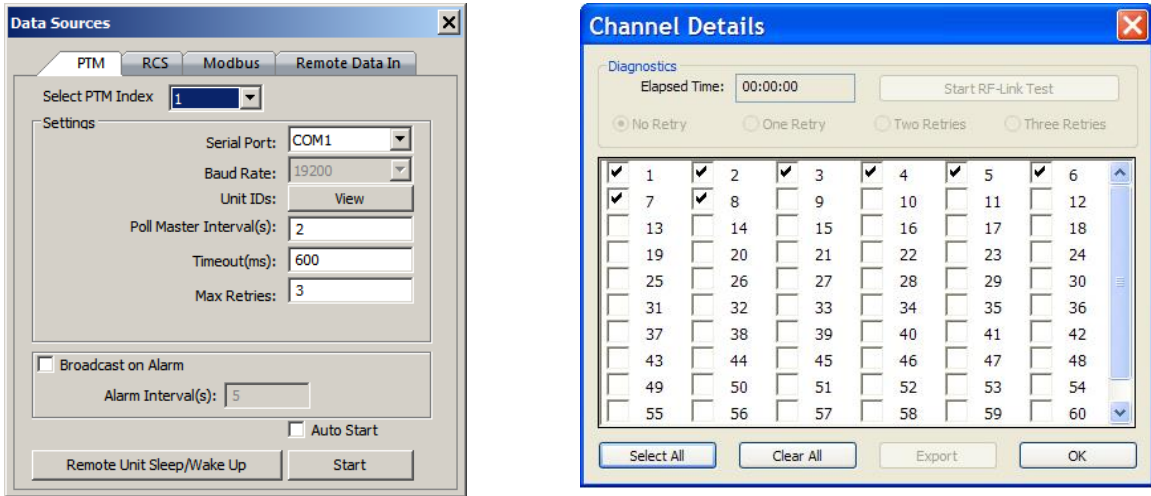 Data Sources
PTM RCS Modbus Remote Data In
Select PTM Index 1
Settings
Serial Port: COM1
Baud Rate: 19200
Unit IDs: View
Poll Master Interval(s): 2
Timeout(ms): 600
Max Retries: 3
Broadcast on Alarm
Alarm Interval(s): 5
Auto Start
Remote Unit Sleep/Wake Up Start
Channel Details
Diagnostics
Elapsed Time: 00:00:00 Start RF-Link Test
No Retry One Retry Two Retries Three Retries
1 2 3 4 5 6
7 8 9 10 11 12
13 14 15 16 17 18
19 20 21 22 23 24
25 26 27 28 29 30
31 32 33 34 35 36
37 38 39 40 41 42
43 44 45 46 47 48
49 50 51 52 53 54
55 56 57 58 59 60
Select All Clear All Export OK